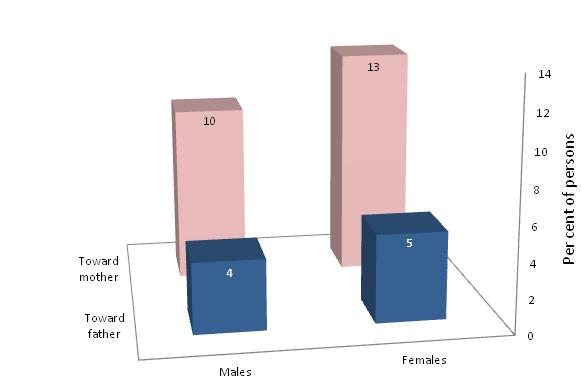 13
10
5
4
14
12
10
8
6
4
2
0
Per cent of persons
Toward
mother
Toward
father
Males
Females